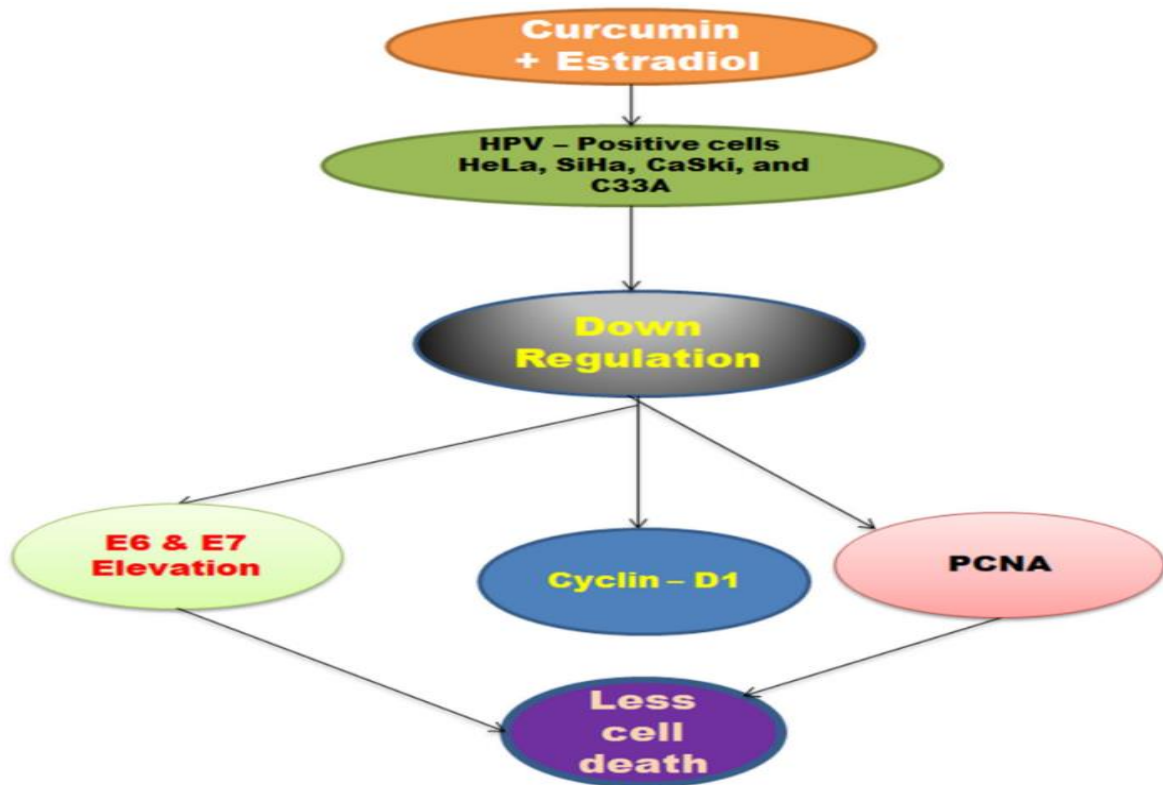 Curcumin
+ Estradiol
HPV – Positive cells
HeLa, SiHa, CaSki, and
C33A
Down
Regulation
E6 & E7
Elevation
Cyclin – D1
PCNA
Less
cell
death